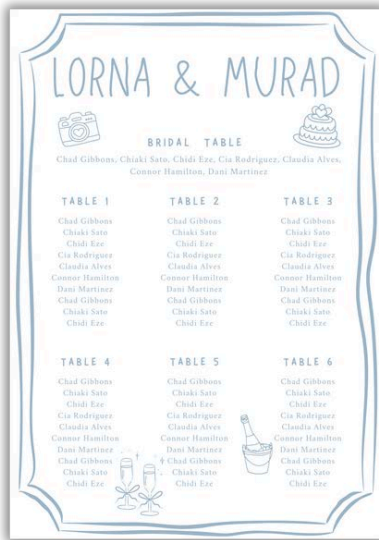 LORNA & MURAD
BRIDAL TABLE
Chad Gibbons, Chiaki Sato, Chidi Eze, Cia Rodriguez, Claudia Alves,
Connor Hamilton, Dani Martinez
TABLE 1
Chad Gibbons
Chiaki Sato
Chidi Eze
Cia Rodriguez
Claudia Alves
Connor Hamilton
Dani Martinez
Chad Gibbons
Chiaki Sato
Chidi Eze
TABLE 2
Chad Gibbons
Chiaki Sato
Chidi Eze
Cia Rodriguez
Claudia Alves
Connor Hamilton
Dani Martinez
Chad Gibbons
Chiaki Sato
Chidi Eze
TABLE 3
Chad Gibbons
Chiaki Sato
Chidi Eze
Cia Rodriguez
Claudia Alves
Connor Hamilton
Dani Martinez
Chad Gibbons
Chiaki Sato
Chidi Eze
TABLE 4
Chad Gibbons
Chiaki Sato
Chidi Eze
Cia Rodriguez
Claudia Alves
Connor Hamilton
Dani Martinez
Chad Gibbons
Chiaki Sato
Chidi Eze
TABLE 5
Chad Gibbons
Chiaki Sato
Chidi Eze
Cia Rodriguez
Claudia Alves
Connor Hamilton
Dani Martinez
Chad Gibbons
Chiaki Sato
Chidi Eze
TABLE 6
Chad Gibbons
Chiaki Sato
Chidi Eze
Cia Rodriguez
Claudia Alves
Connor Hamilton
Dani Martinez
Chad Gibbons
Chiaki Sato
Chidi Eze